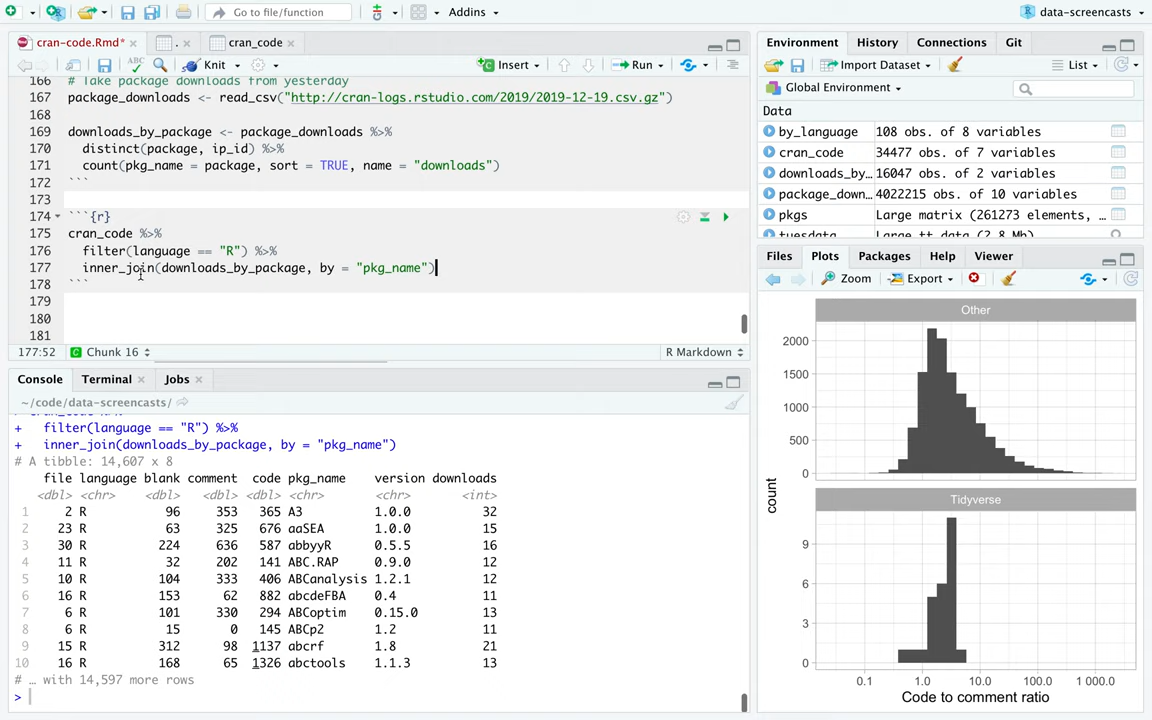 Go to file/function
Addins
data-screencasts
cran-code.Rmd*
.
cran_code
Knit
Insert
Run
166 # Take package downloads from yesterday
167 package_downloads <- read_csv("http://cran-logs.rstudio.com/2019/2019-12-19.csv.gz")
168
169 downloads_by_package <- package_downloads %>%
170 distinct(package, ip_id) %>%
171 count(pkg_name = package, sort = TRUE, name = "downloads")
172 ```
173
174 ```{r}
175 cran_code %>%
176 filter(language == "R") %>%
177 inner_join(downloads_by_package, by = "pkg_name")
178 ```
179
180
181
177:52 Chunk 16 R Markdown
Console Terminal Jobs
~/code/data-screencasts/
+ filter(language == "R") %>%
+ inner_join(downloads_by_package, by = "pkg_name")
# A tibble: 14,607 x 8
file language blank comment code pkg_name version downloads
<dbl> <chr> <dbl> <dbl> <dbl> <chr> <chr> <int>
1 2 R 96 353 365 A3 1.0.0 32
2 23 R 63 325 676 aaSEA 1.0.0 15
3 30 R 224 636 587 abbyyR 0.5.5 16
4 11 R 32 202 141 ABC.RAP 0.9.0 12
5 10 R 104 333 406 ABCanalysis 1.2.1 12
6 16 R 153 62 882 abcdeFBA 0.4 11
7 6 R 101 330 294 ABCoptim 0.15.0 13
8 6 R 15 0 145 ABCp2 1.2 11
9 15 R 312 98 1137 abcrf 1.8 21
10 16 R 168 65 1326 abctools 1.1.3 13
# … with 14,597 more rows
>
Environment History Connections Git
Import Dataset List
Global Environment
Data
by_language 108 obs. of 8 variables
cran_code 34477 obs. of 7 variables
downloads_by… 16047 obs. of 2 variables
package_down… 4022215 obs. of 10 variables
pkgs Large matrix (261273 elements, …
tuesdata Large tt_data (2.8 Mb)
Files Plots Packages Help Viewer
Zoom Export
Other
2000
1500
1000
500
0
Tidyverse
9
6
3
0
count
0.1 1.0 10.0 100.0 1 000.0
Code to comment ratio